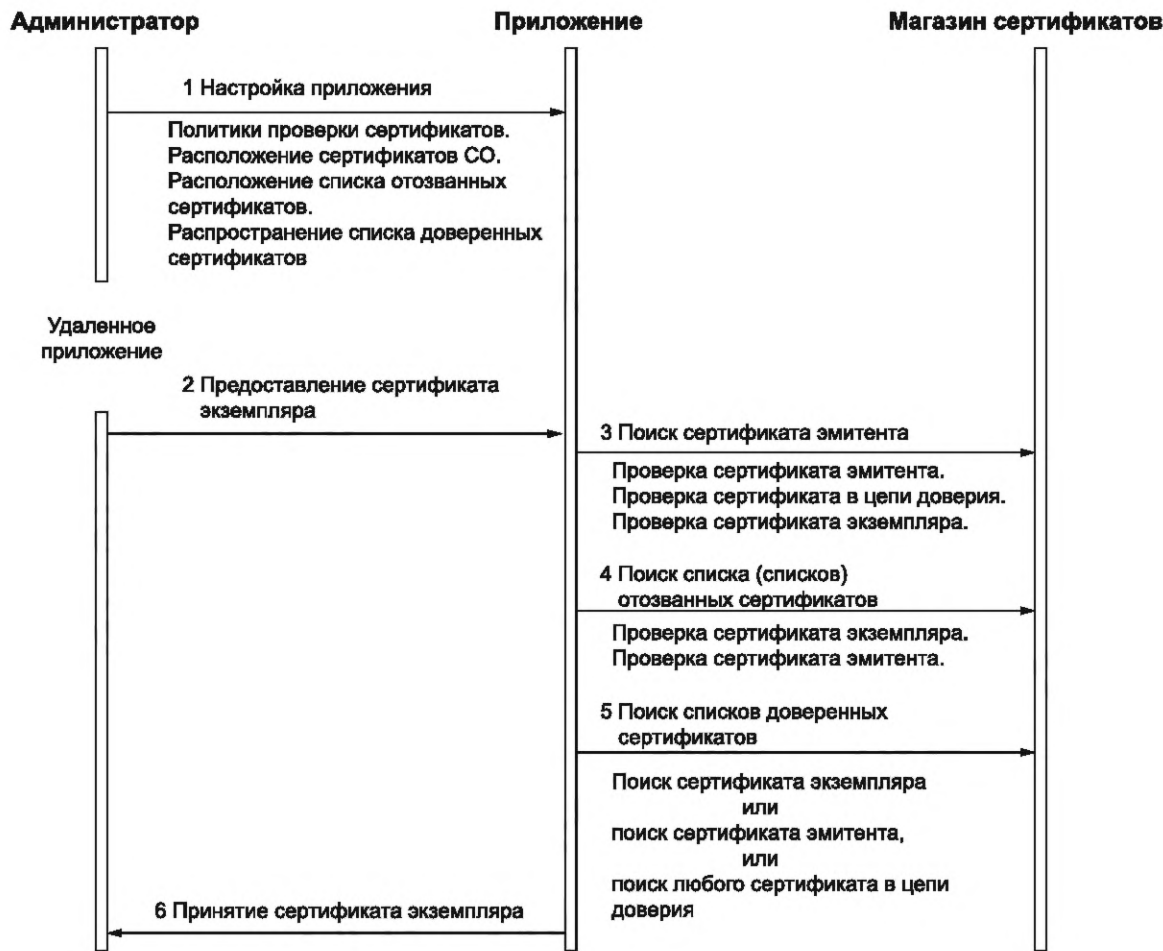 Администратор
Приложение
Магазин сертификатов
1 Настройка приложения
Политики проверки сертификатов.
Расположение сертификатов СО.
Расположение списка отозванных
сертификатов.
Распространение списка доверенных
сертификатов
Удаленное
приложение
2 Предоставление сертификата
экземпляра
3 Поиск сертификата эмитента
Проверка сертификата эмитента.
Проверка сертификата в цепи доверия.
Проверка сертификата экземпляра.
4 Поиск списка (списков)
отозванных сертификатов
Проверка сертификата экземпляра.
Проверка сертификата эмитента.
5 Поиск списков доверенных
сертификатов
Поиск сертификата экземпляра
или
поиск сертификата эмитента,
или
поиск любого сертификата в цепи
доверия
6 Принятие сертификата экземпляра